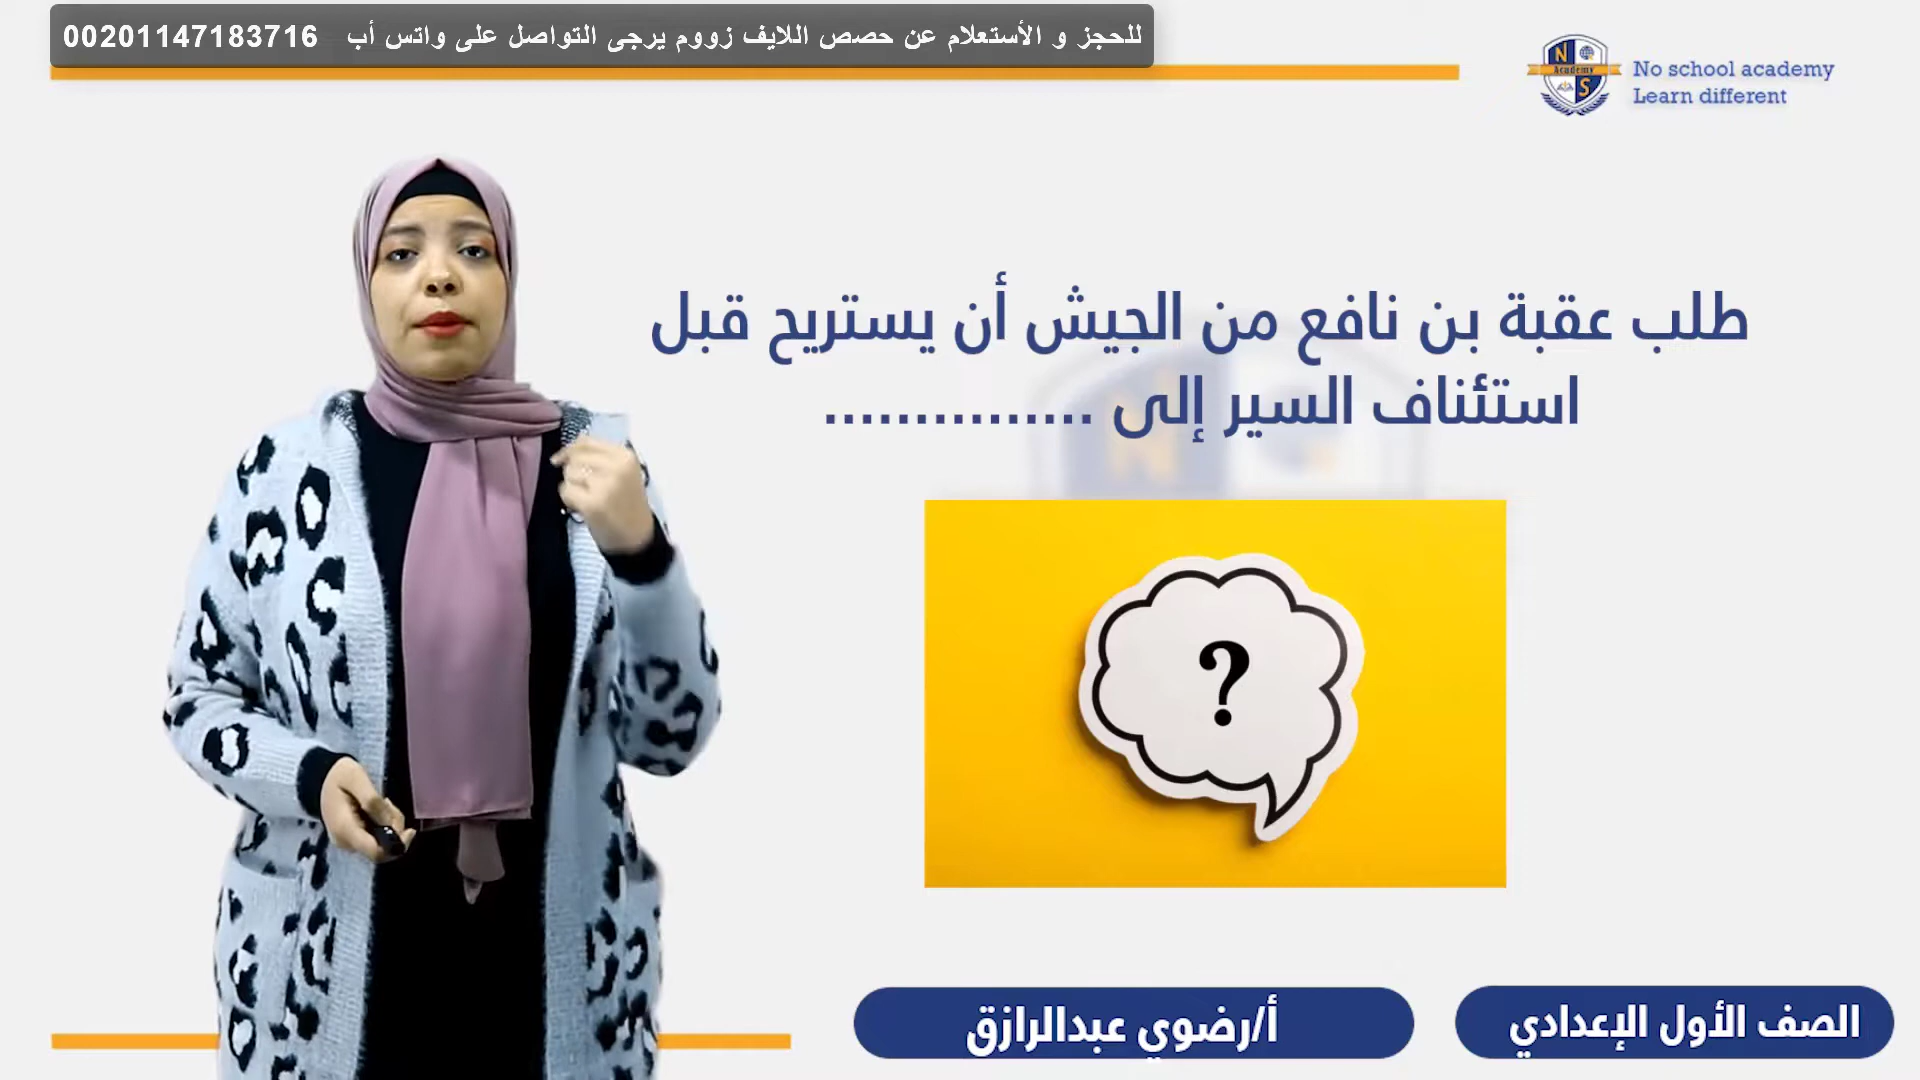 للحجز و الأستعلام عن حصص اللايف زووم يرجى التواصل على واتس أب 00201147183716
No school academy
Learn different
N
Academy
S
طلب عقبة بن نافع من الجيش أن يستريح قبل
استئناف السير إلى ...............
?
أ/رضوي عبدالرازق
الصف الأول الإعدادي